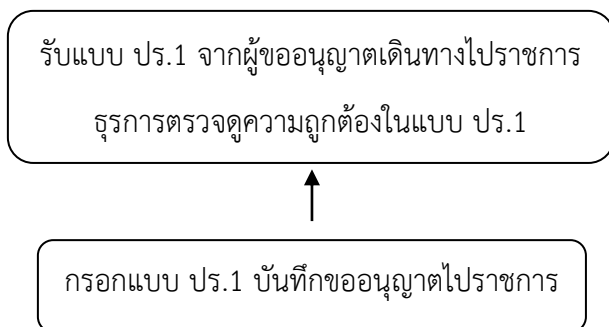 รับแบบ ปร.1 จากผู้ขออนุญาตเดินทางไปราชการ
ธุรการตรวจดูความถูกต้องในแบบ ปร.1
กรอกแบบ ปร.1 บันทึกขออนุญาตไปราชการ